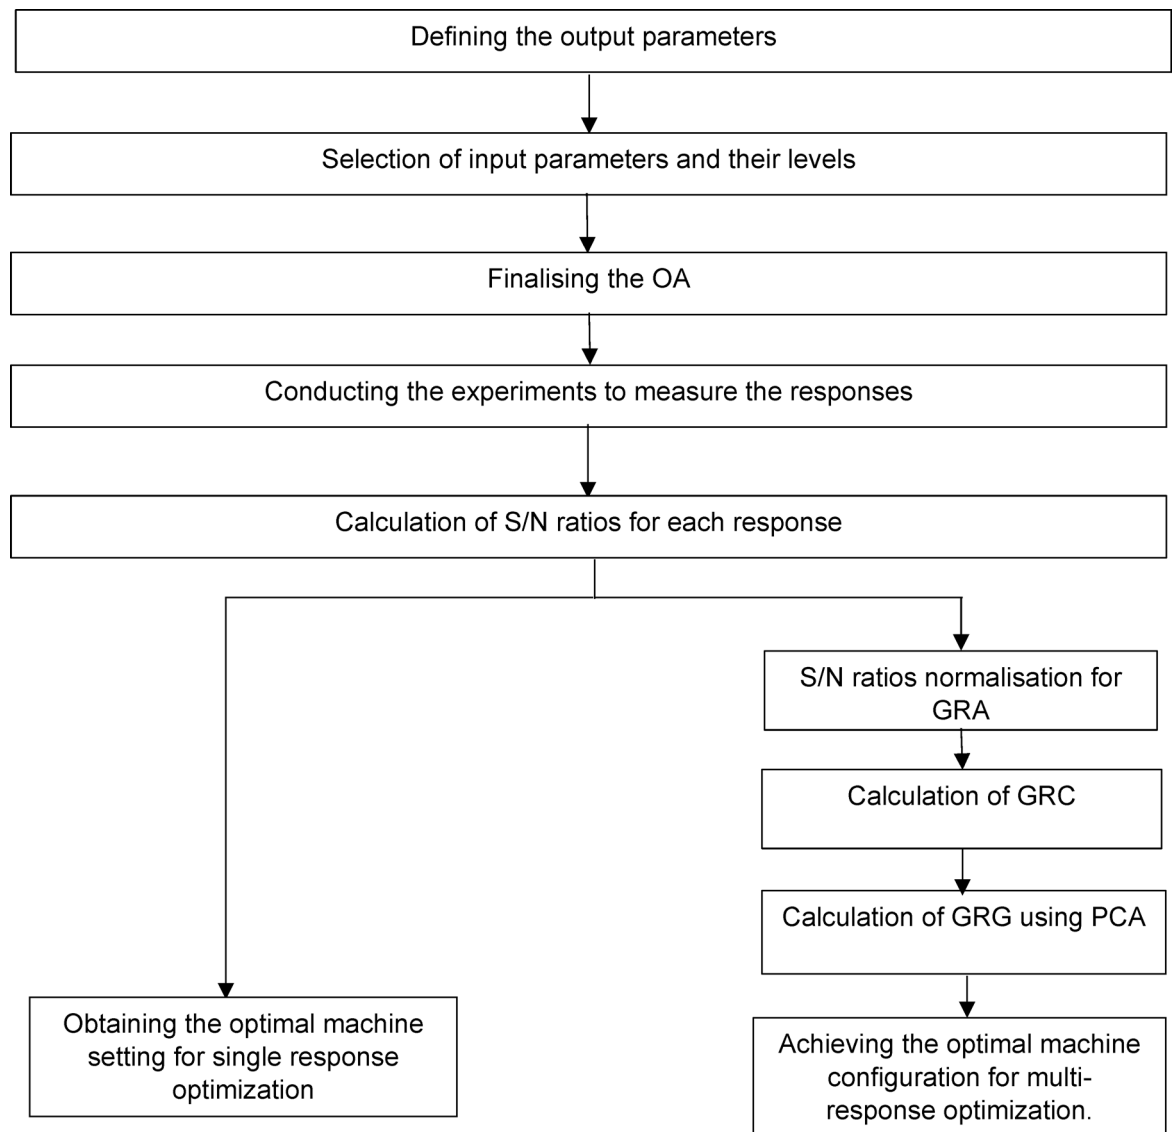 Defining the output parameters
Selection of input parameters and their levels
Finalising the OA
Conducting the experiments to measure the responses
Calculation of S/N ratios for each response
S/N ratios normalisation for
GRA
Calculation of GRC
Calculation of GRG using PCA
Obtaining the optimal machine
setting for single response
optimization
Achieving the optimal machine
configuration for multi-
response optimization.